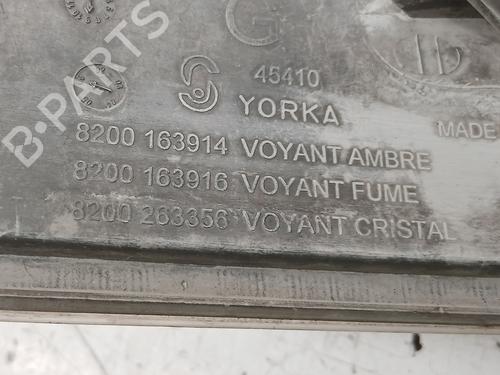 B-PARTS
G
45410
YORKA
MADE
8200 163914 VOYANT AMBRE
8200 163916 VOYANT FUME
8200 263356 VOYANT CRISTAL